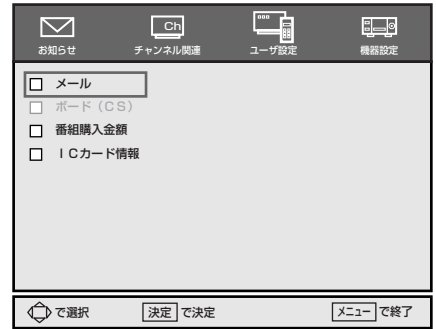 Ch
お知らせ チャンネル関連 ユーザ設定 機器設定
メール
ボード（CS）
番組購入金額
ICカード情報
で選択 決定 で決定 メニュー で終了